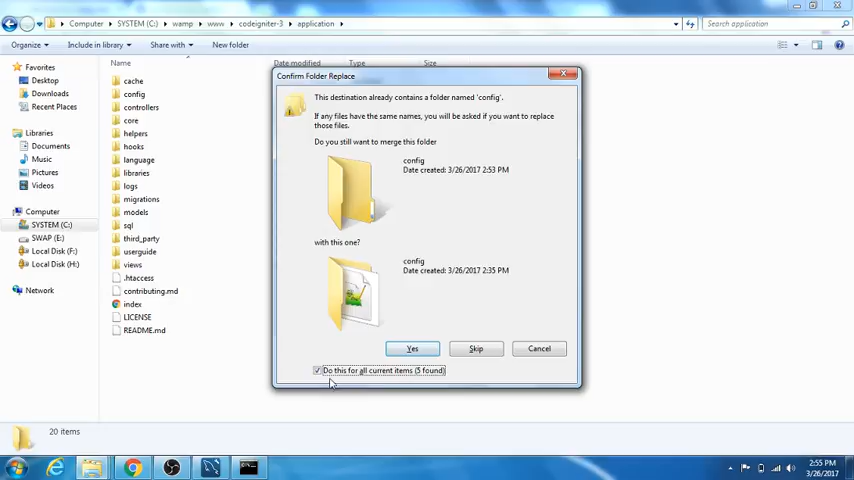 Computer ▸ SYSTEM (C:) ▸ wamp ▸ www ▸ codeigniter-3 ▸ application ▸
Search application
Organize ▾ Include in library ▾ Share with ▾ New folder
Name Date modified Type Size
Favorites
Desktop
Downloads
Recent Places
Libraries
Documents
Music
Pictures
Videos
Computer
SYSTEM (C:)
SWAP (E:)
Local Disk (F:)
Local Disk (H:)
Network
cache
config
controllers
core
helpers
hooks
language
libraries
logs
migrations
models
sql
third_party
userguide
views
.htaccess
contributing.md
index
LICENSE
README.md
Confirm Folder Replace
This destination already contains a folder named 'config'.
If any files have the same names, you will be asked if you want to replace
those files.
Do you still want to merge this folder
config
Date created: 3/26/2017 2:53 PM
with this one?
config
Date created: 3/26/2017 2:35 PM
Yes Skip Cancel
Do this for all current items (5 found)
20 items
2:55 PM
3/26/2017